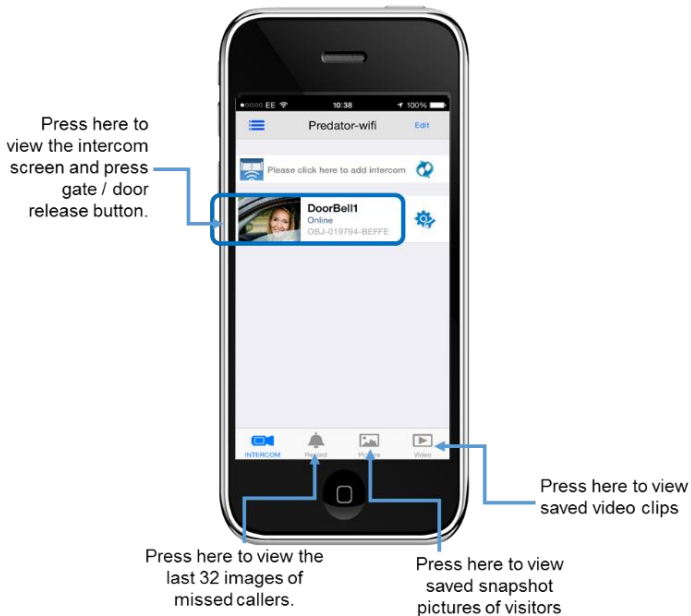 ●○○○○ EE
10:38
100%
Predator-wifi
Edit
Please click here to add intercom
DoorBell1
Online
OBJ-019794-BEFFE
INTERCOM
Record
Picture
Video
Press here to
view the intercom
screen and press
gate / door
release button.
Press here to view the
last 32 images of
missed callers.
Press here to view
saved snapshot
pictures of visitors
Press here to view
saved video clips